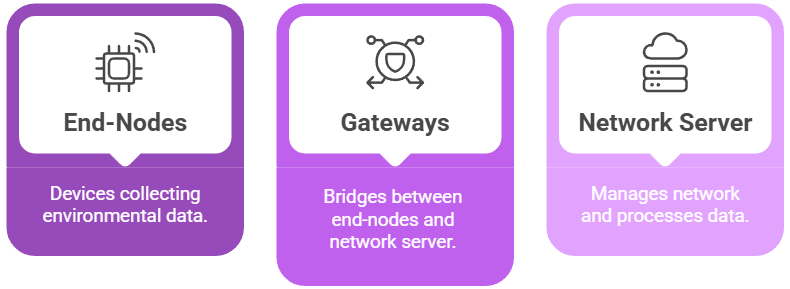 End-Nodes
Devices collecting
environmental data.
Gateways
Bridges between
end-nodes and
network server.
Network Server
Manages network
and processes data.